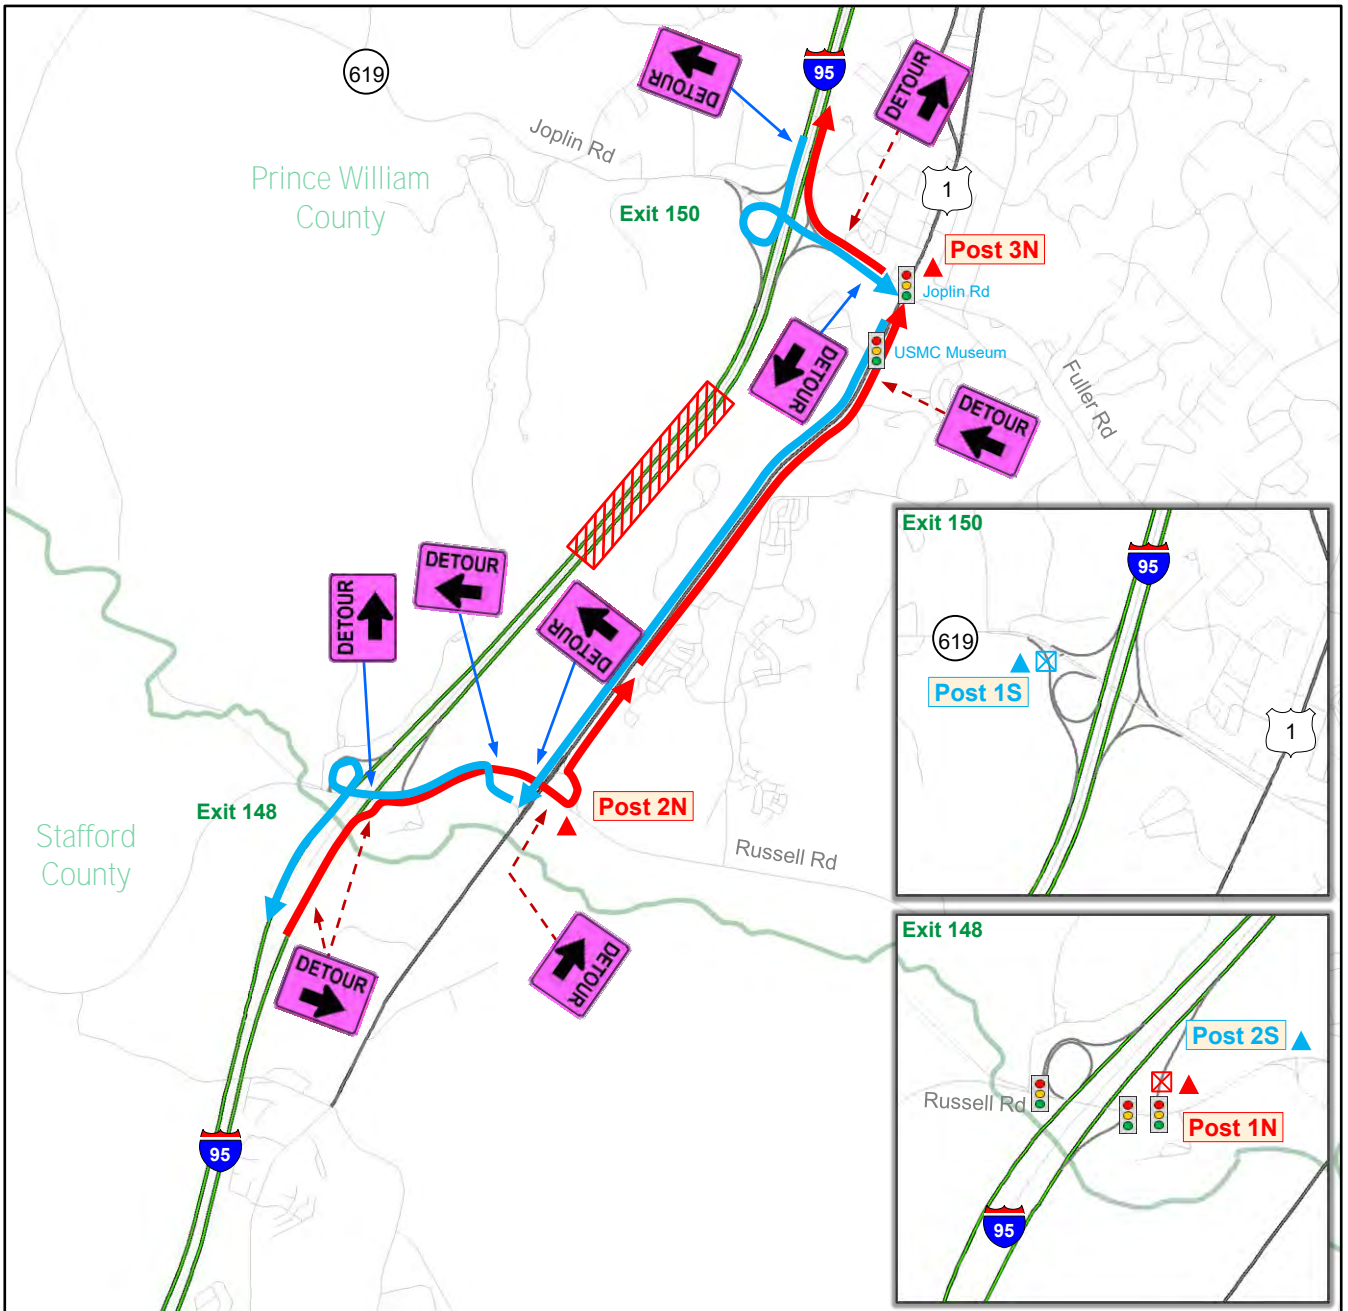 95
DETOUR
DETOUR
619
Joplin Rd
Prince William
County
1
Exit 150
Post 3N
Joplin Rd
USMC Museum
DETOUR
Fuller Rd
DETOUR
Exit 150
95
DETOUR
DETOUR
DETOUR
619
Post 1S
1
Exit 148
Post 2N
Stafford
County
Russell Rd
DETOUR
DETOUR
Exit 148
Post 2S
Russell Rd
Post 1N
95
95